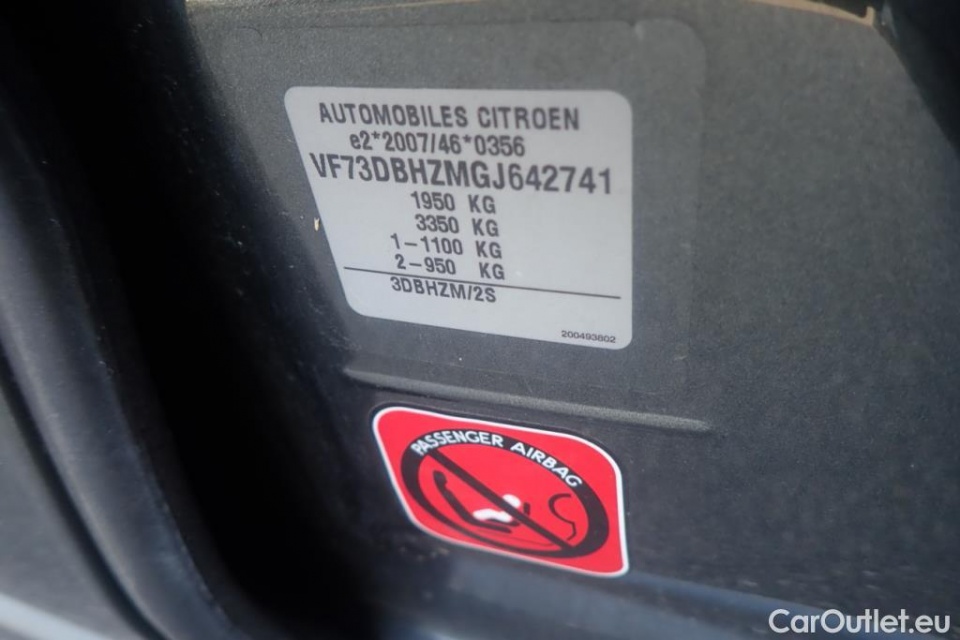 AUTOMOBILES CITROEN
e2*2007/46*0356
VF73DBHZMGJ642741
1950 KG
3350 KG
1-1100 KG
2-950 KG
3DBHZM/2S
200493802
PASSENGER AIRBAG
CarOutlet.eu